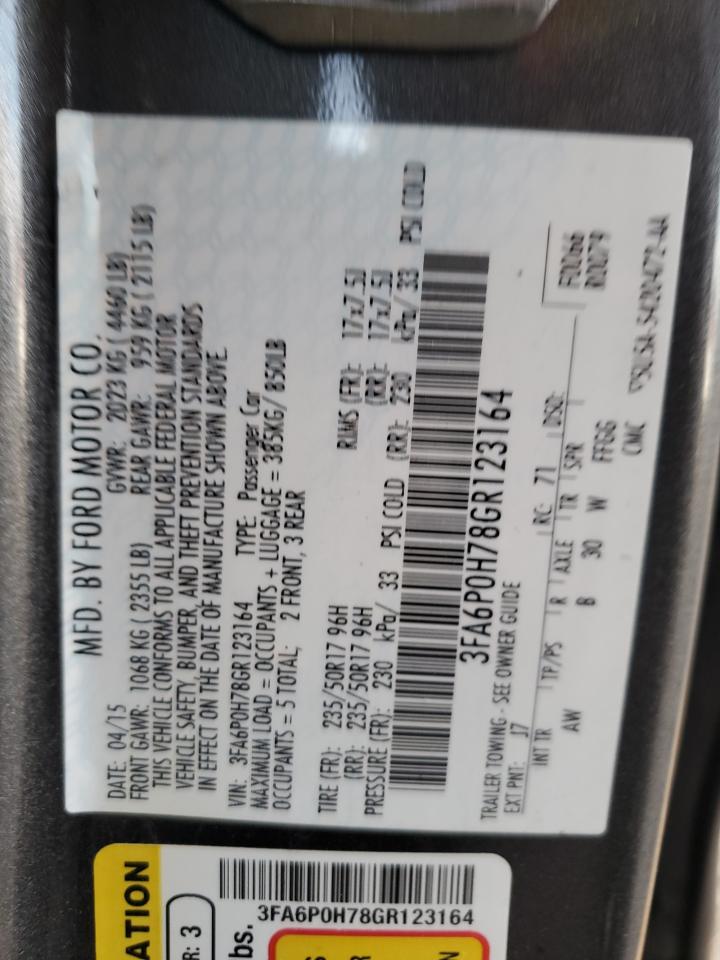 MFD. BY FORD MOTOR CO.
DATE: 04/15 GVWR: 2023 KG ( 4460 LB)
FRONT GAWR: 1068 KG ( 2355 LB) REAR GAWR: 959 KG ( 2115 LB)
THIS VEHICLE CONFORMS TO ALL APPLICABLE FEDERAL MOTOR
VEHICLE SAFETY, BUMPER, AND THEFT PREVENTION STANDARDS
IN EFFECT ON THE DATE OF MANUFACTURE SHOWN ABOVE.
VIN: 3FA6P0H78GR123164 TYPE: Passenger Car
MAXIMUM LOAD = OCCUPANTS + LUGGAGE = 385KG/ 850LB
OCCUPANTS = 5 TOTAL; 2 FRONT, 3 REAR
TIRE (FR): 235/50R17 96H RIMS (FR): 17x7.5J
(RR): 235/50R17 96H (RR): 17x7.5J
PRESSURE (FR): 230 kPa/ 33 PSI COLD (RR): 230 kPa/ 33 PSI COLD
3FA6P0H78GR123164
TRAILER TOWING - SEE OWNER GUIDE
EXT PNT: J7 RC: 71 DSO: F00066
R00079
INT TR TP/PS R AXLE TR SPR
AW B 30 W FFGG
CMC
ATION
R: 3
bs.
3FA6P0H78GR123164
S
R
N